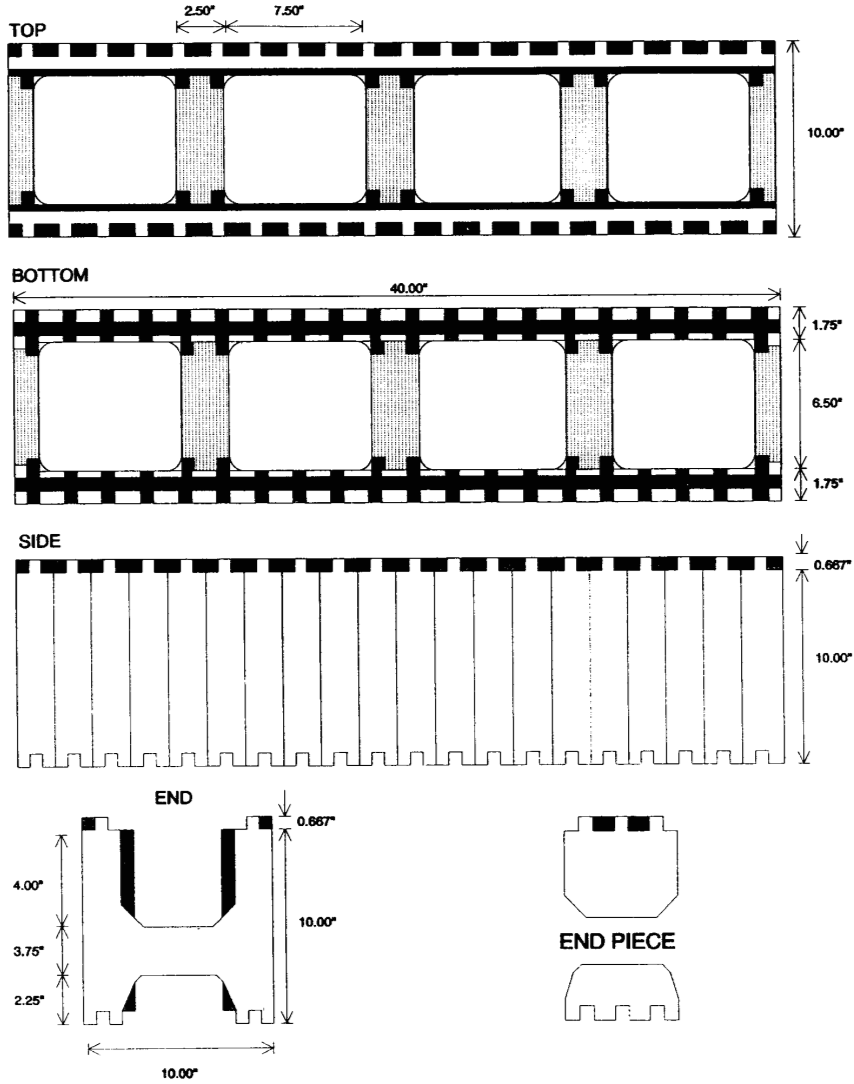 2.50" 7.50"
TOP
10.00"
BOTTOM
40.00"
1.75"
6.50"
1.75"
SIDE
0.667"
10.00"
END
0.667"
4.00"
10.00"
3.75"
END PIECE
2.25"
10.00"